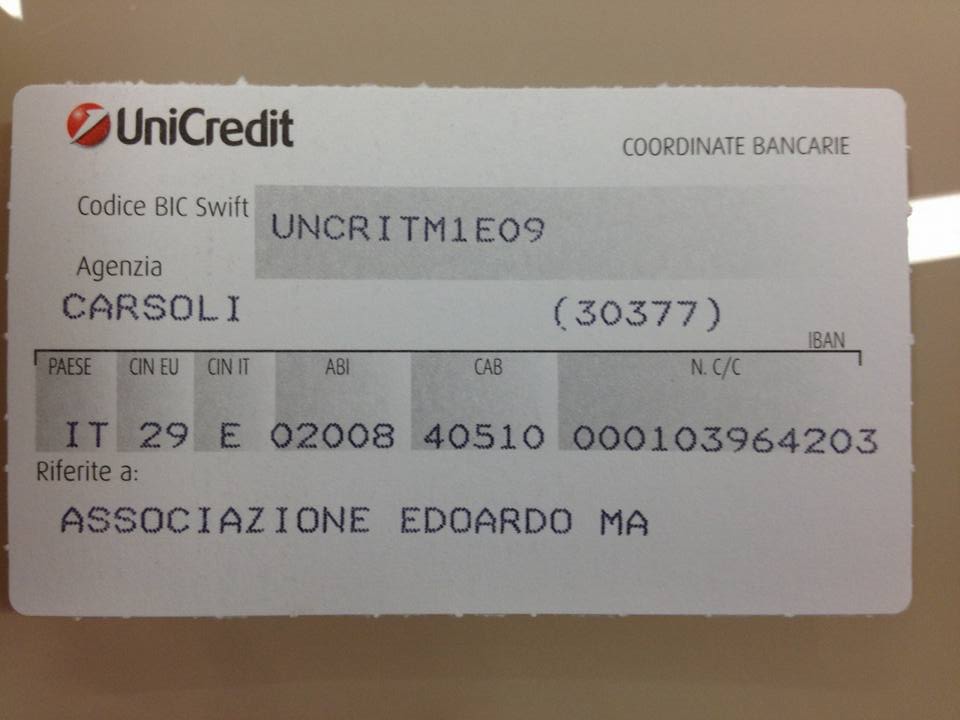 UniCredit
COORDINATE BANCARIE
Codice BIC Swift
UNCRITM1E09
Agenzia
CARSOLI (30377)
IBAN
PAESE CIN EU CIN IT ABI CAB N. C/C
IT 29 E 02008 40510 000103964203
Riferite a:
ASSOCIAZIONE EDOARDO MA